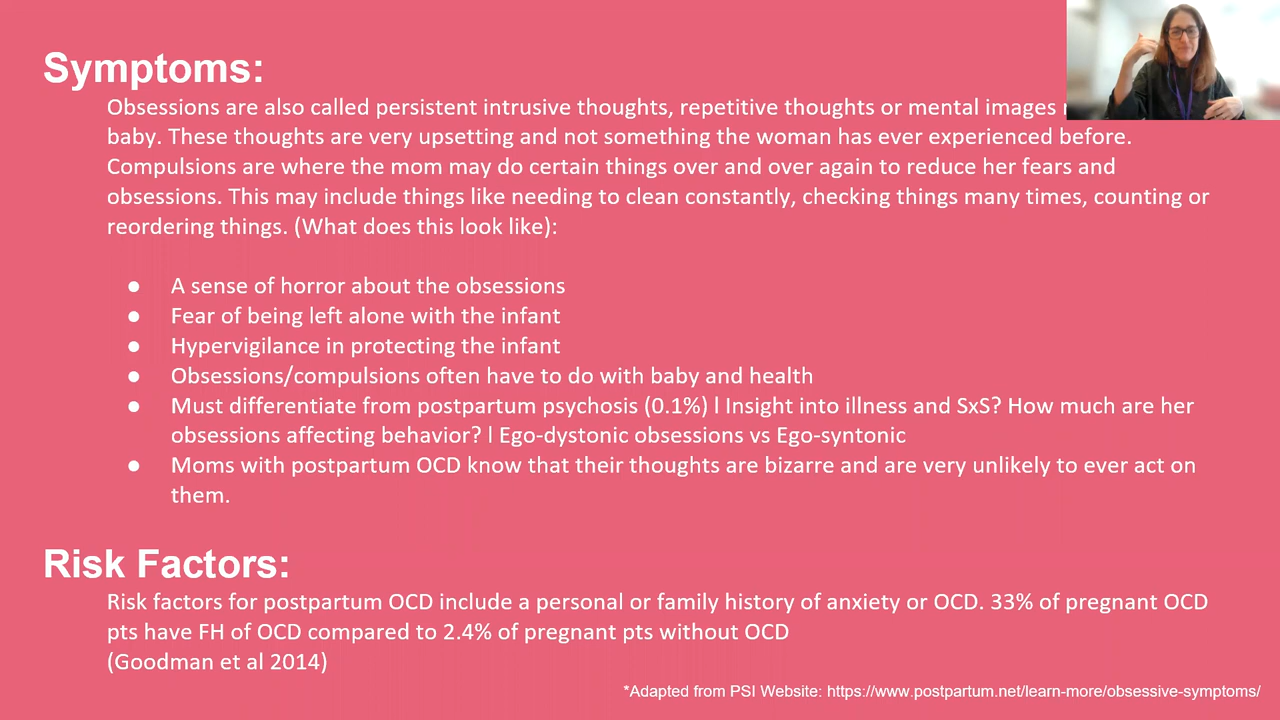 Symptoms:
Obsessions are also called persistent intrusive thoughts, repetitive thoughts or mental images
baby. These thoughts are very upsetting and not something the woman has ever experienced before.
Compulsions are where the mom may do certain things over and over again to reduce her fears and
obsessions. This may include things like needing to clean constantly, checking things many times, counting or
reordering things. (What does this look like):
● A sense of horror about the obsessions
● Fear of being left alone with the infant
● Hypervigilance in protecting the infant
● Obsessions/compulsions often have to do with baby and health
● Must differentiate from postpartum psychosis (0.1%) l Insight into illness and SxS? How much are her
obsessions affecting behavior? l Ego-dystonic obsessions vs Ego-syntonic
● Moms with postpartum OCD know that their thoughts are bizarre and are very unlikely to ever act on
them.
Risk Factors:
Risk factors for postpartum OCD include a personal or family history of anxiety or OCD. 33% of pregnant OCD
pts have FH of OCD compared to 2.4% of pregnant pts without OCD
(Goodman et al 2014)
*Adapted from PSI Website: https://www.postpartum.net/learn-more/obsessive-symptoms/